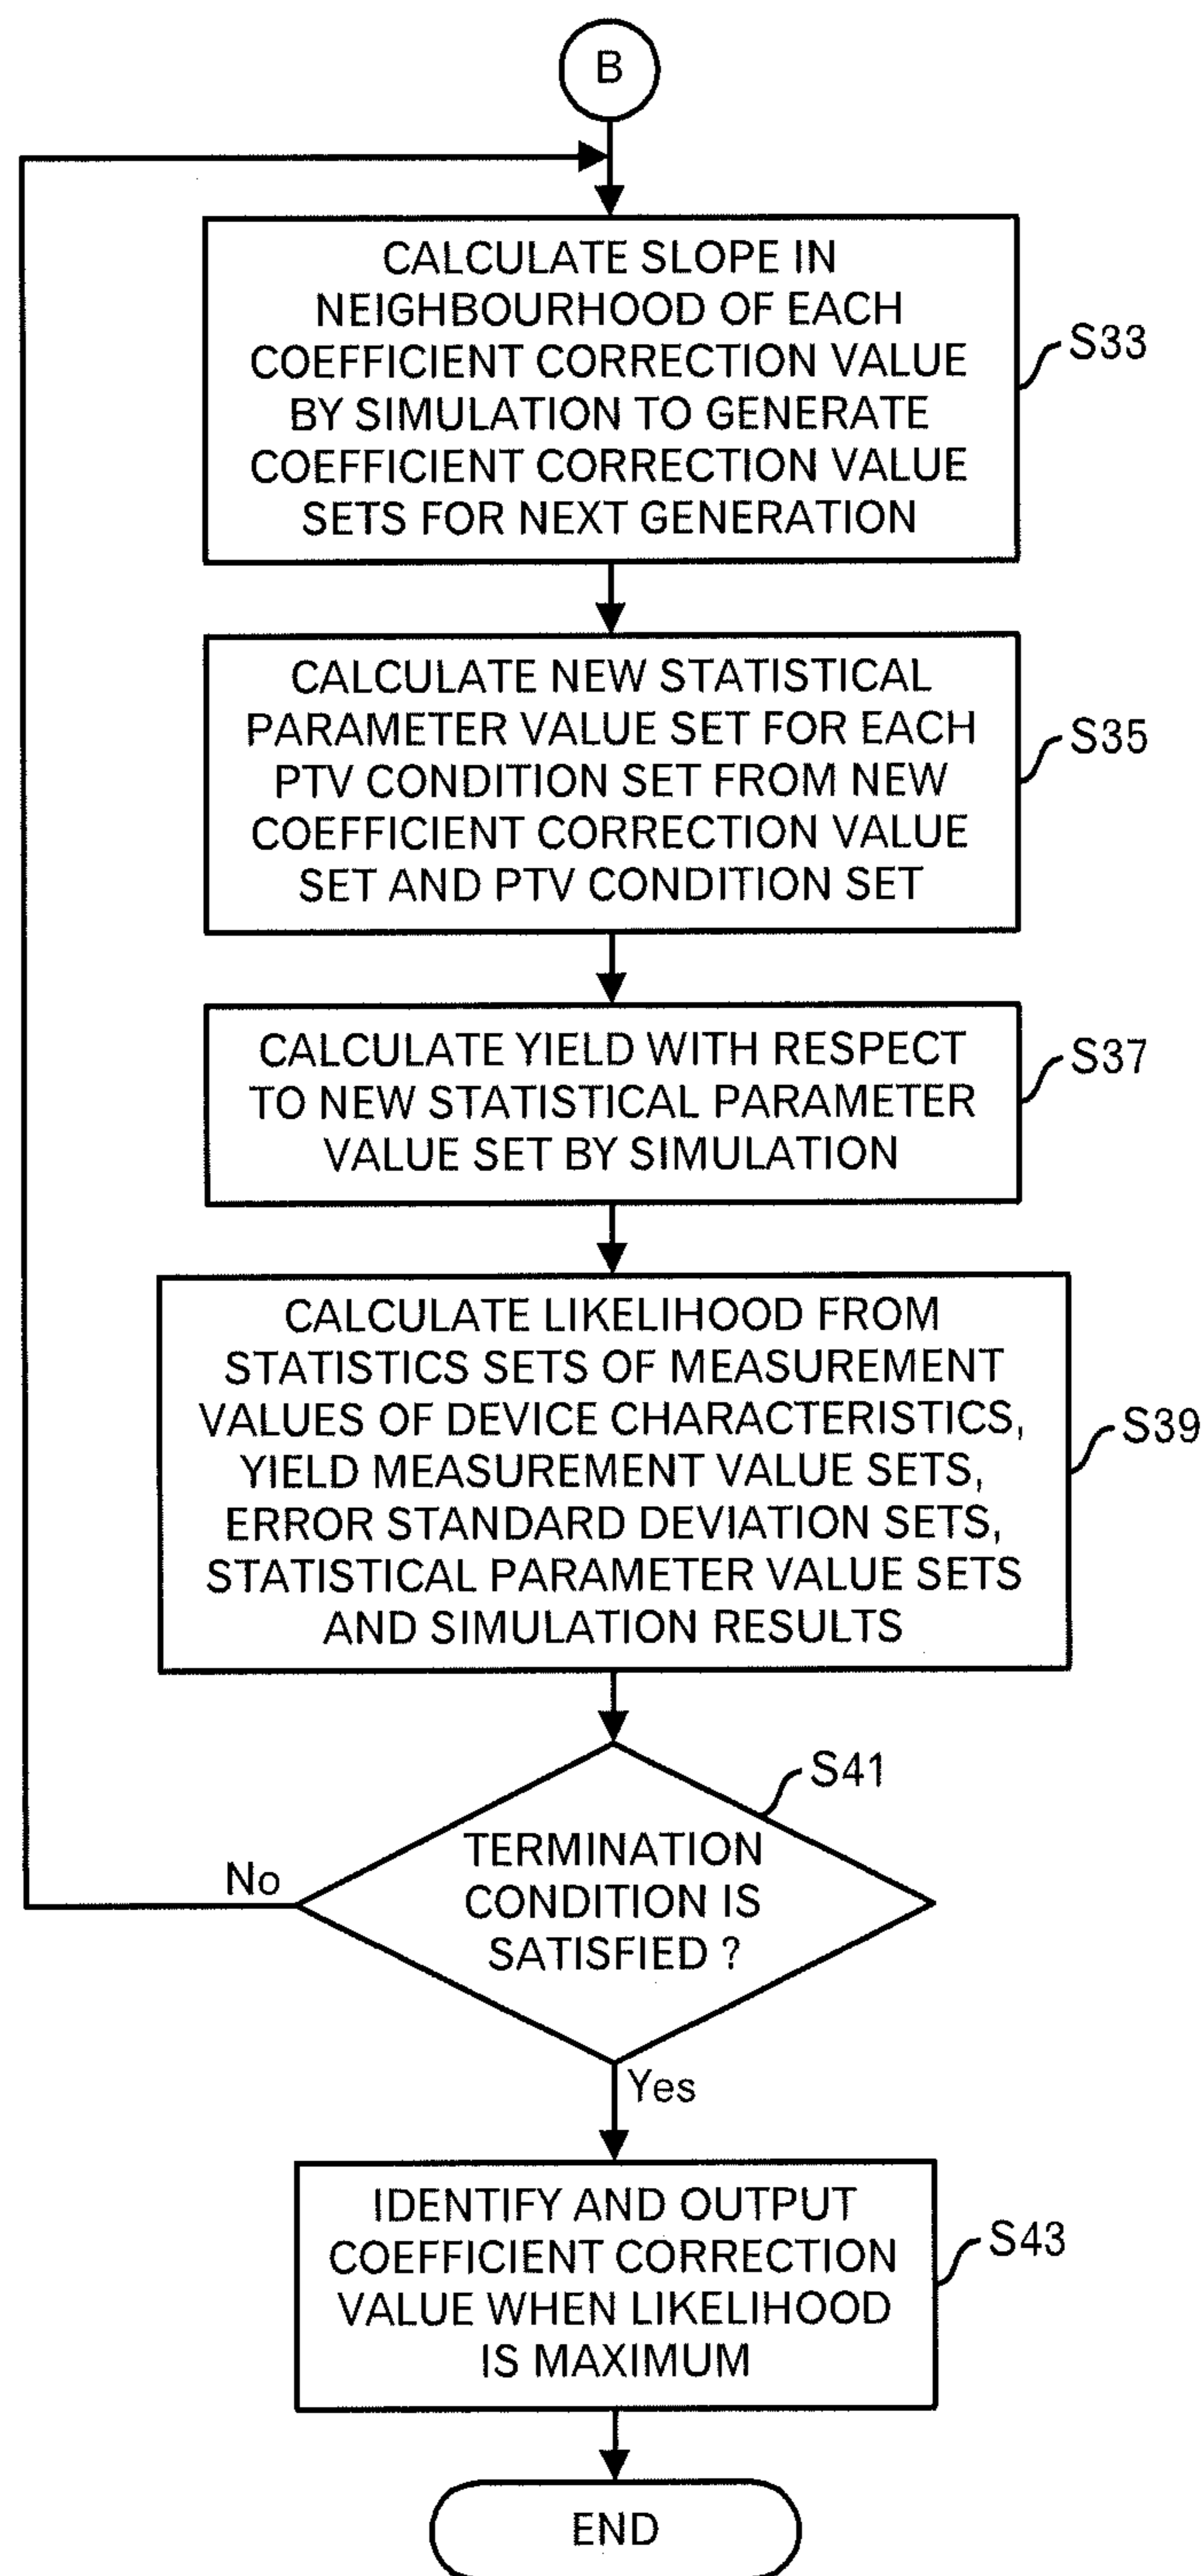 B
CALCULATE SLOPE IN
NEIGHBOURHOOD OF EACH
COEFFICIENT CORRECTION VALUE
BY SIMULATION TO GENERATE
COEFFICIENT CORRECTION VALUE
SETS FOR NEXT GENERATION
S33
CALCULATE NEW STATISTICAL
PARAMETER VALUE SET FOR EACH
PTV CONDITION SET FROM NEW
COEFFICIENT CORRECTION VALUE
SET AND PTV CONDITION SET
S35
CALCULATE YIELD WITH RESPECT
TO NEW STATISTICAL PARAMETER
VALUE SET BY SIMULATION
S37
CALCULATE LIKELIHOOD FROM
STATISTICS SETS OF MEASUREMENT
VALUES OF DEVICE CHARACTERISTICS,
YIELD MEASUREMENT VALUE SETS,
ERROR STANDARD DEVIATION SETS,
STATISTICAL PARAMETER VALUE SETS
AND SIMULATION RESULTS
S39
S41
TERMINATION
CONDITION IS
SATISFIED ?
No
Yes
IDENTIFY AND OUTPUT
COEFFICIENT CORRECTION
VALUE WHEN LIKELIHOOD
IS MAXIMUM
S43
END